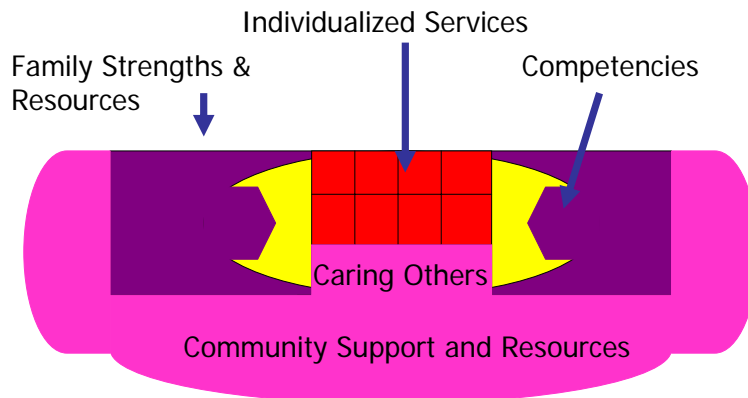 Individualized Services
Family Strengths &
Resources
Competencies
Caring Others
Community Support and Resources